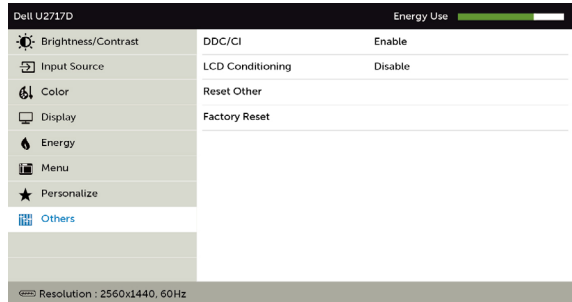 Dell U2717D Energy Use
Brightness/Contrast DDC/CI Enable
Input Source LCD Conditioning Disable
Color Reset Other
Display Factory Reset
Energy
Menu
Personalize
Others
Resolution : 2560x1440, 60Hz